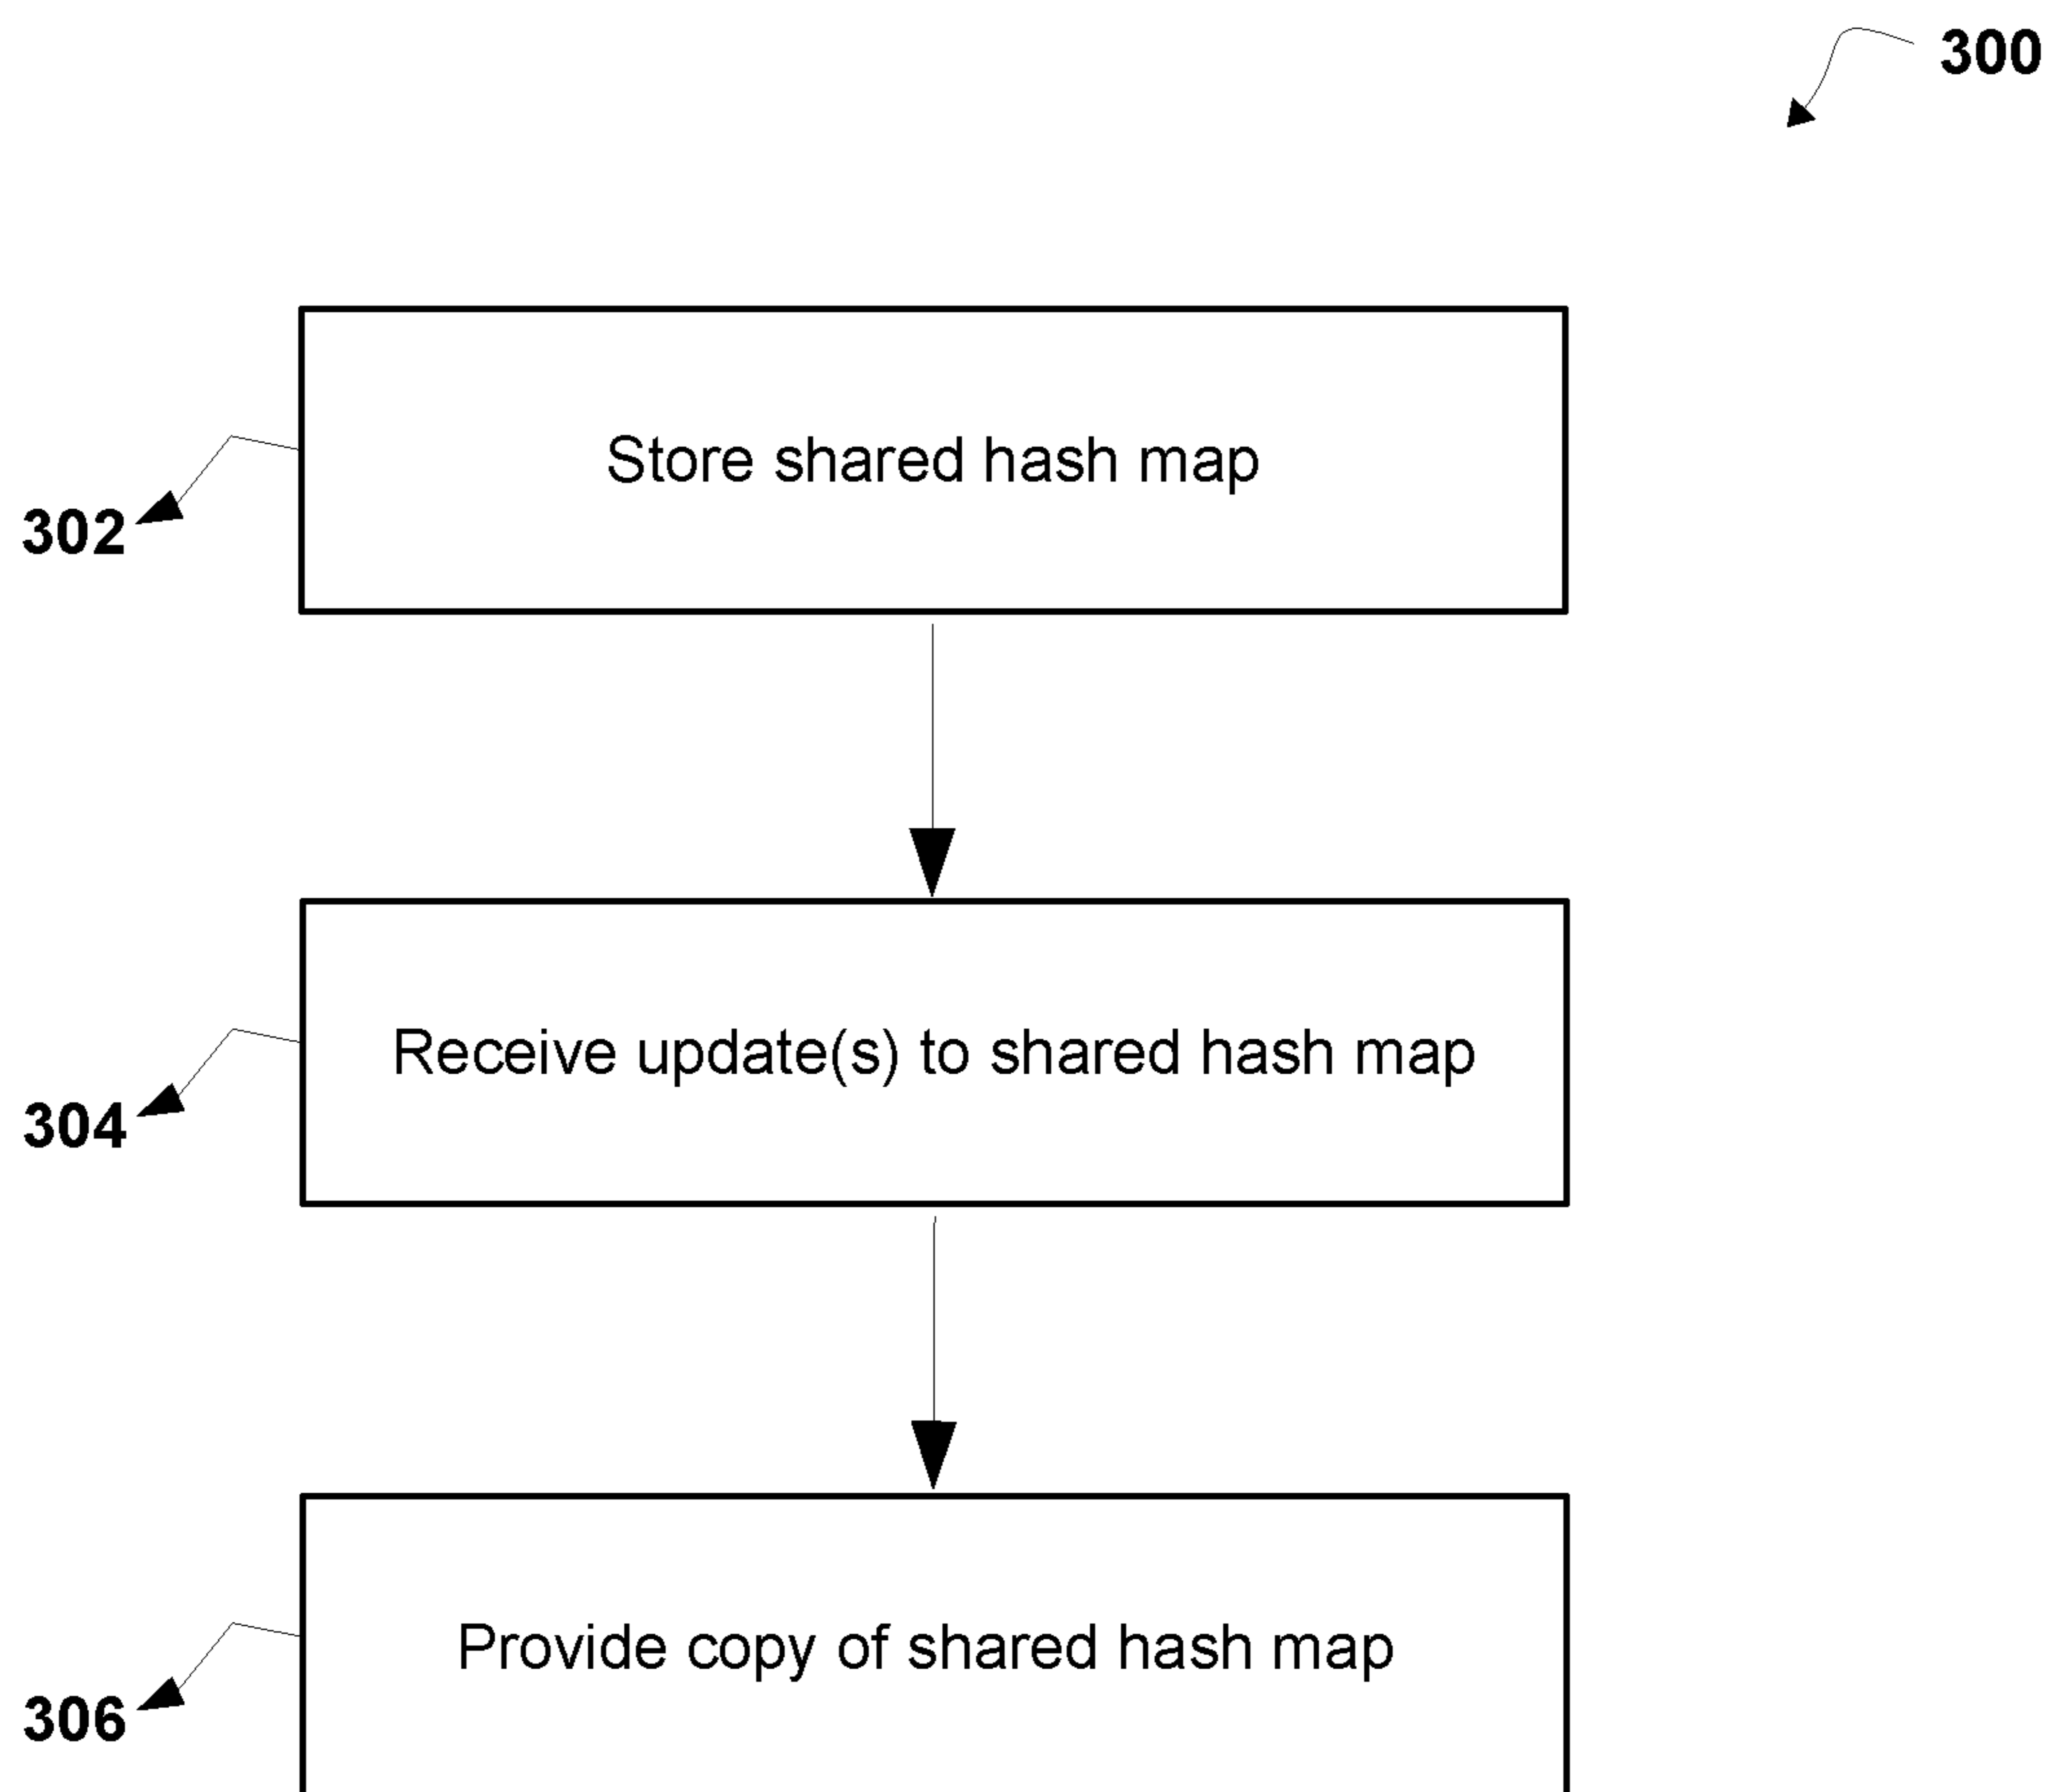 300
Store shared hash map
302
Receive update(s) to shared hash map
304
Provide copy of shared hash map
306